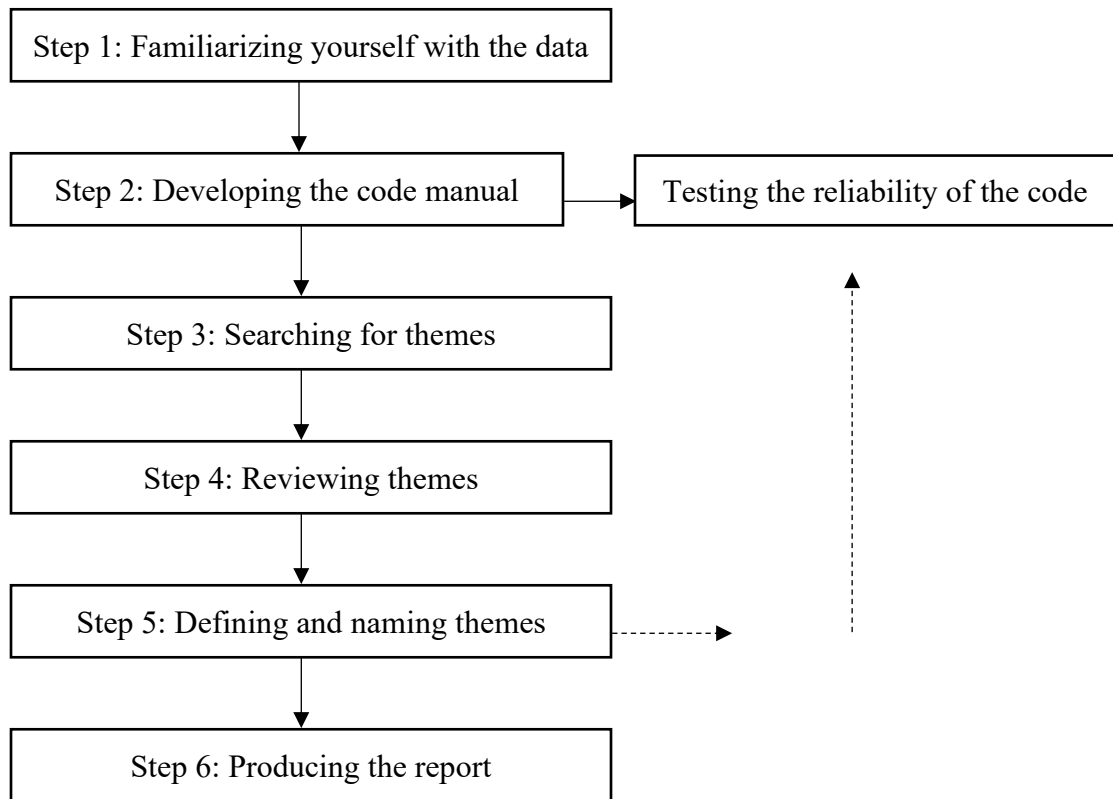 Step 1: Familiarizing yourself with the data
Step 2: Developing the code manual
Testing the reliability of the code
Step 3: Searching for themes
Step 4: Reviewing themes
Step 5: Defining and naming themes
Step 6: Producing the report